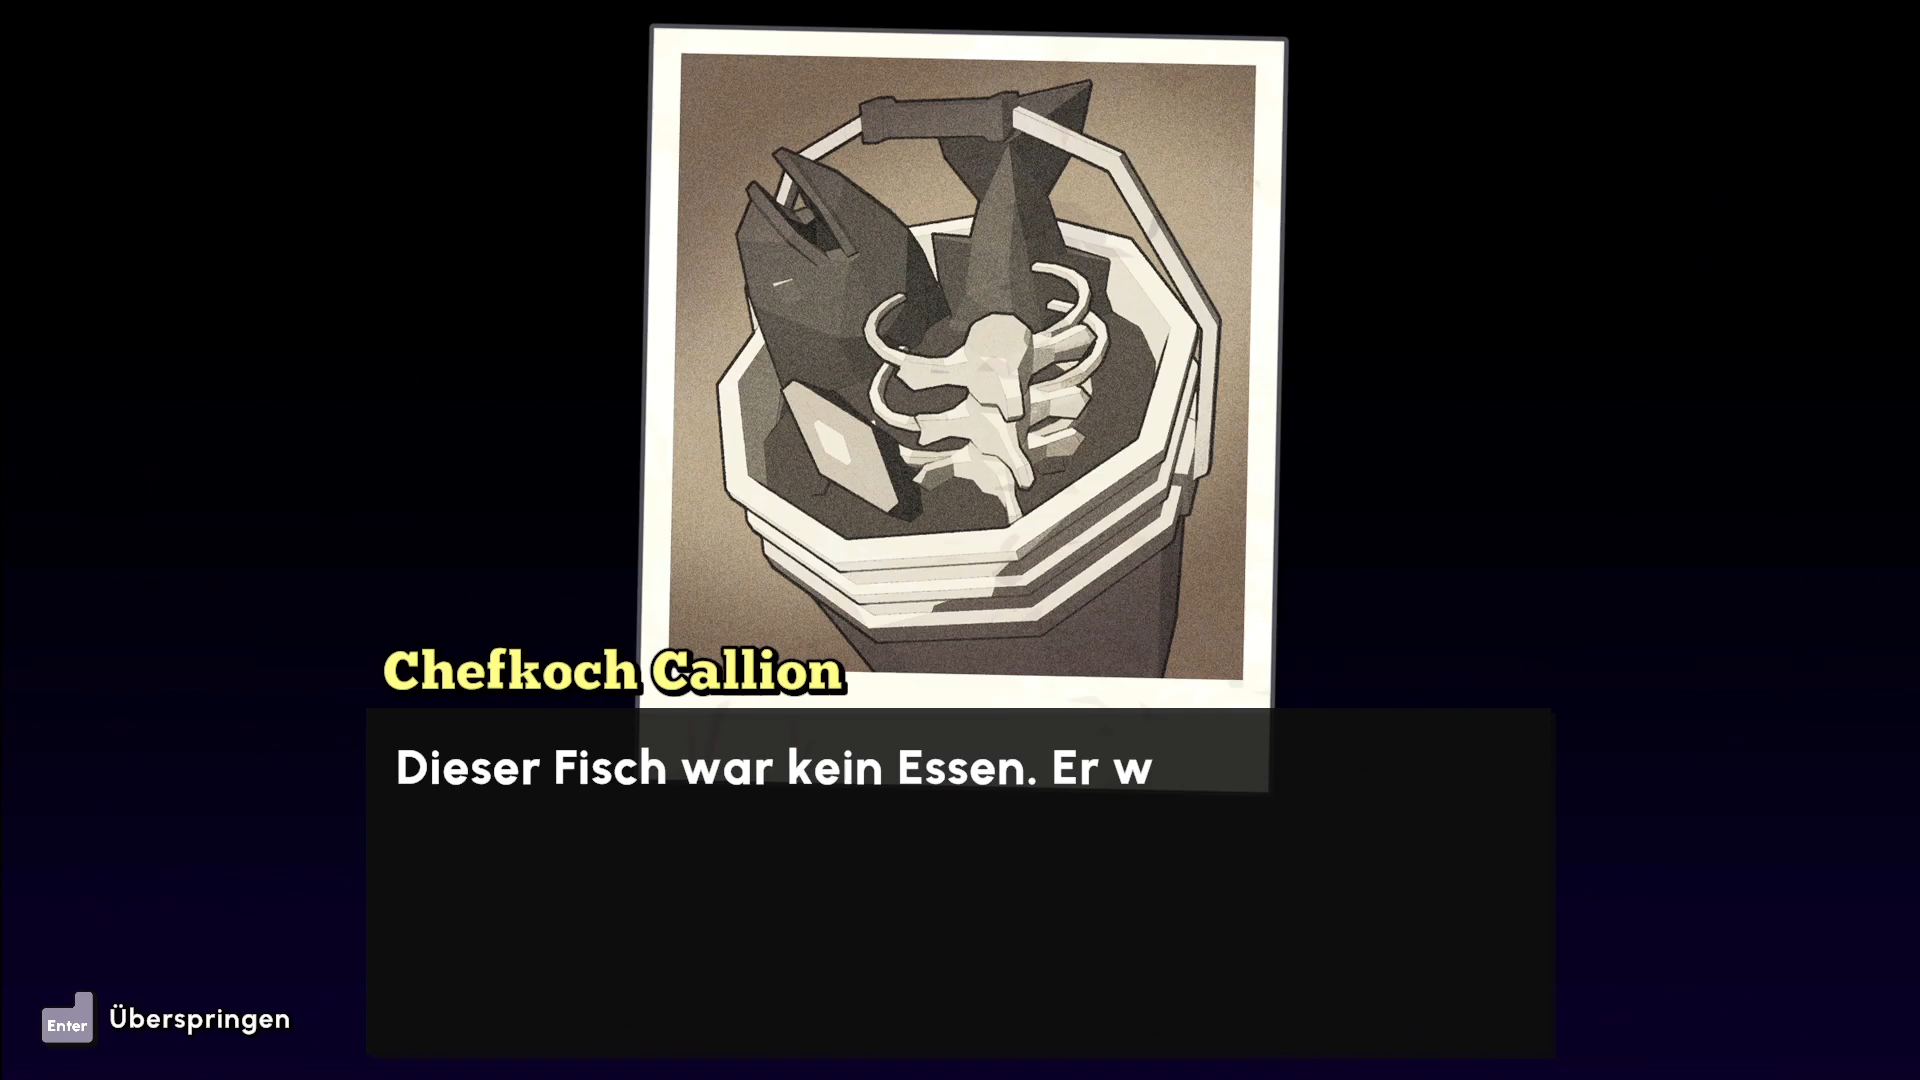 Chefkoch Callion
Dieser Fisch war kein Essen. Er w
Enter Überspringen